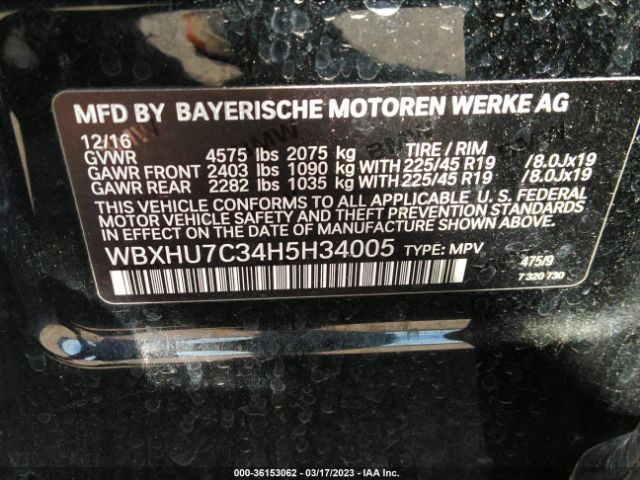 MFD BY BAYERISCHE MOTOREN WERKE AG
12/16
GVWR 4575 lbs 2075 kg TIRE / RIM
GAWR FRONT 2403 lbs 1090 kg WITH 225/45 R19 /8.0Jx19
GAWR REAR 2282 lbs 1035 kg WITH 225/45 R19 /8.0Jx19
THIS VEHICLE CONFORMS TO ALL APPLICABLE U.S. FEDERAL
MOTOR VEHICLE SAFETY AND THEFT PREVENTION STANDARDS
IN EFFECT ON THE DATE OF MANUFACTURE SHOWN ABOVE.
WBXHU7C34H5H34005 TYPE: MPV
475/9
7 320 730
000-36153062 - 03/17/2023 - IAA Inc.